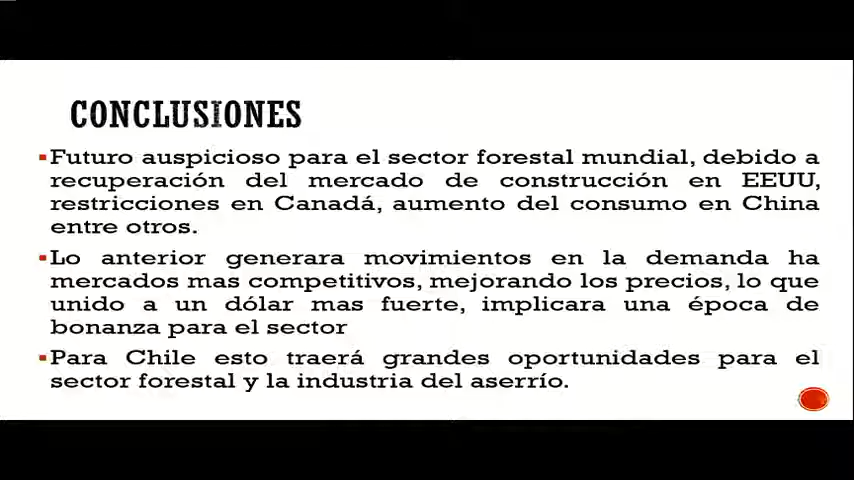 CONCLUSIONES
Futuro auspicioso para el sector forestal mundial, debido a
recuperación del mercado de construcción en EEUU,
restricciones en Canadá, aumento del consumo en China
entre otros.
Lo anterior generara movimientos en la demanda ha
mercados mas competitivos, mejorando los precios, lo que
unido a un dólar mas fuerte, implicara una época de
bonanza para el sector
Para Chile esto traerá grandes oportunidades para el
sector forestal y la industria del aserrío.